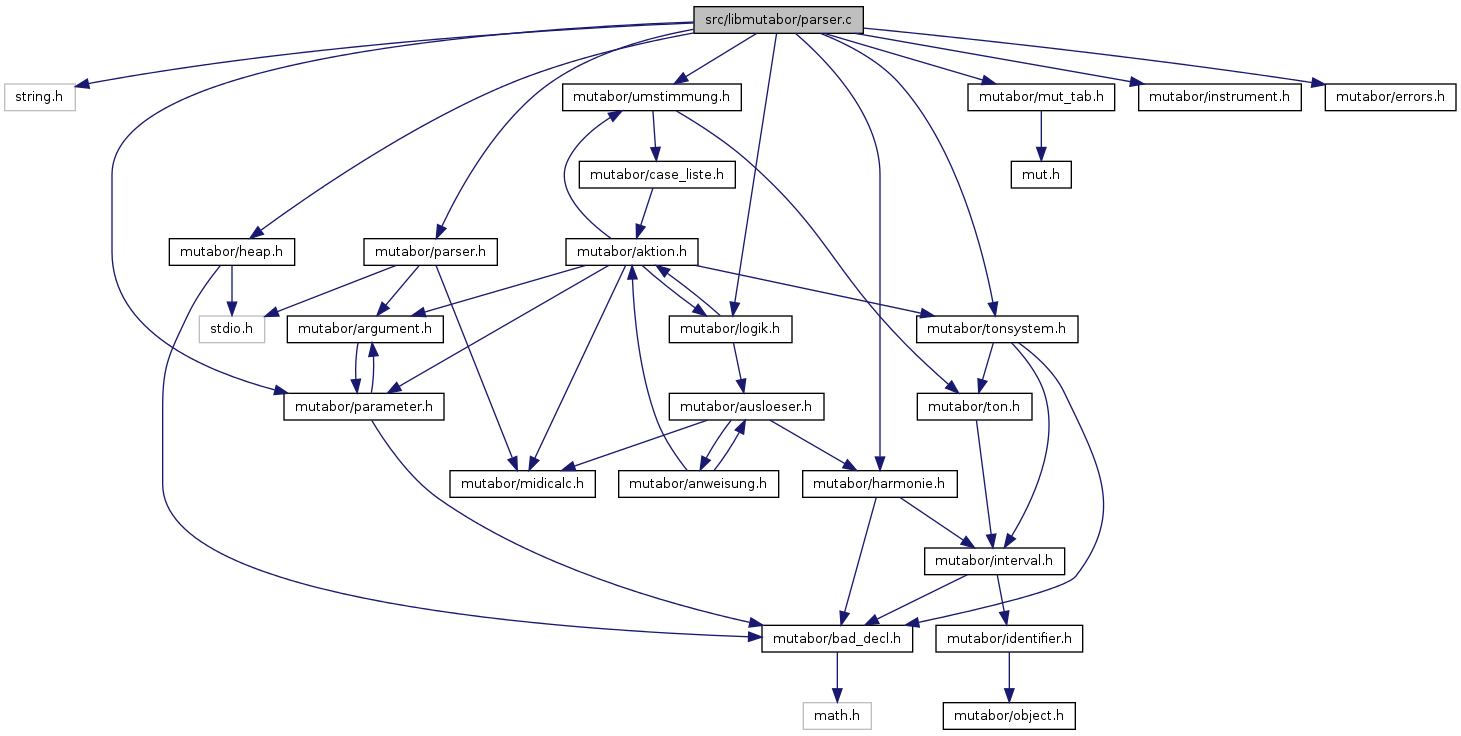 src/libmutabor/parser.c
string.h
mutabor/umstimmung.h
mutabor/mut_tab.h
mutabor/instrument.h
mutabor/errors.h
mutabor/case_liste.h
mut.h
mutabor/heap.h
mutabor/parser.h
mutabor/aktion.h
stdio.h
mutabor/argument.h
mutabor/logik.h
mutabor/tonsystem.h
mutabor/parameter.h
mutabor/ausloeser.h
mutabor/ton.h
mutabor/midicalc.h
mutabor/anweisung.h
mutabor/harmonie.h
mutabor/interval.h
mutabor/bad_decl.h
mutabor/identifier.h
math.h
mutabor/object.h